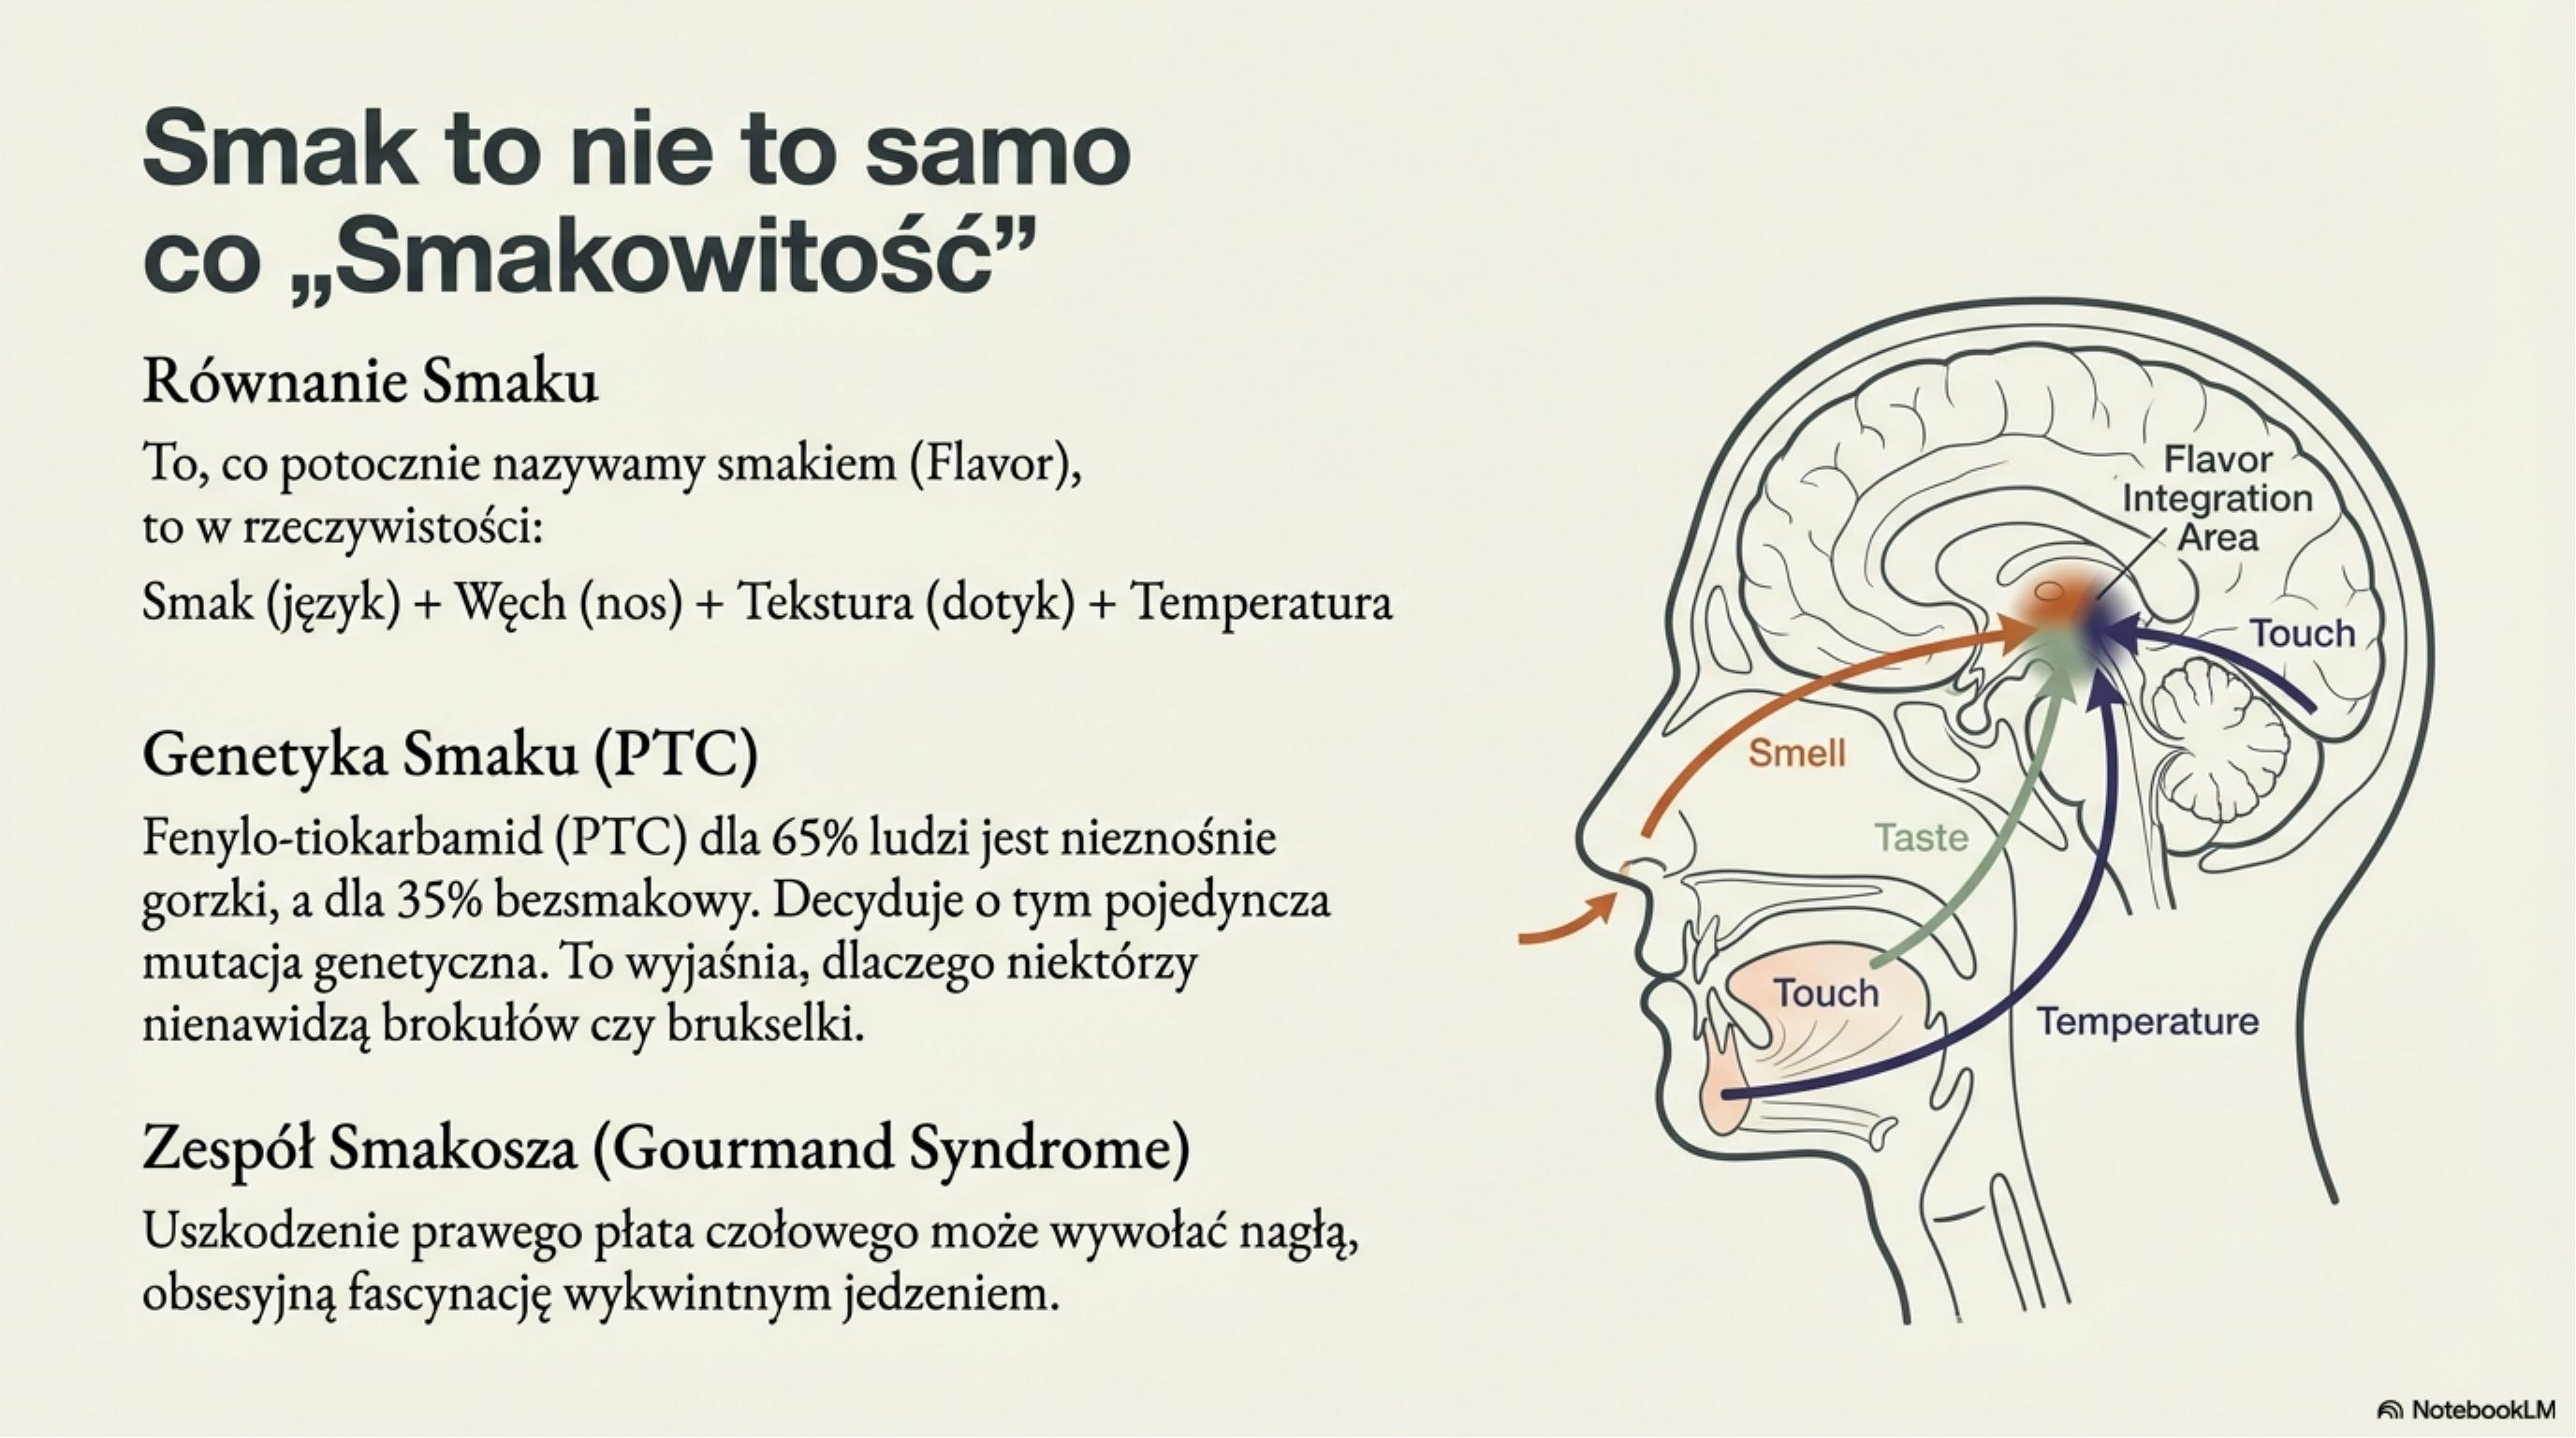 Smak to nie to samo
co „Smakowitość”
Równanie Smaku
To, co potocznie nazywamy smakiem (Flavor),
to w rzeczywistości:
Smak (język) + Węch (nos) + Tekstura (dotyk) + Temperatura
Genetyka Smaku (PTC)
Fenylo-tiokarbamid (PTC) dla 65% ludzi jest nieznośnie
gorzki, a dla 35% bezsmakowy. Decyduje o tym pojedyncza
mutacja genetyczna. To wyjaśnia, dlaczego niektórzy
nienawidzą brokułów czy brukselki.
Zespół Smakosza (Gourmand Syndrome)
Uszkodzenie prawego płata czołowego może wywołać nagłą,
obsesyjną fascynację wykwintnym jedzeniem.
Flavor
Integration
Area
Touch
Smell
Taste
Touch
Temperature
NotebookLM